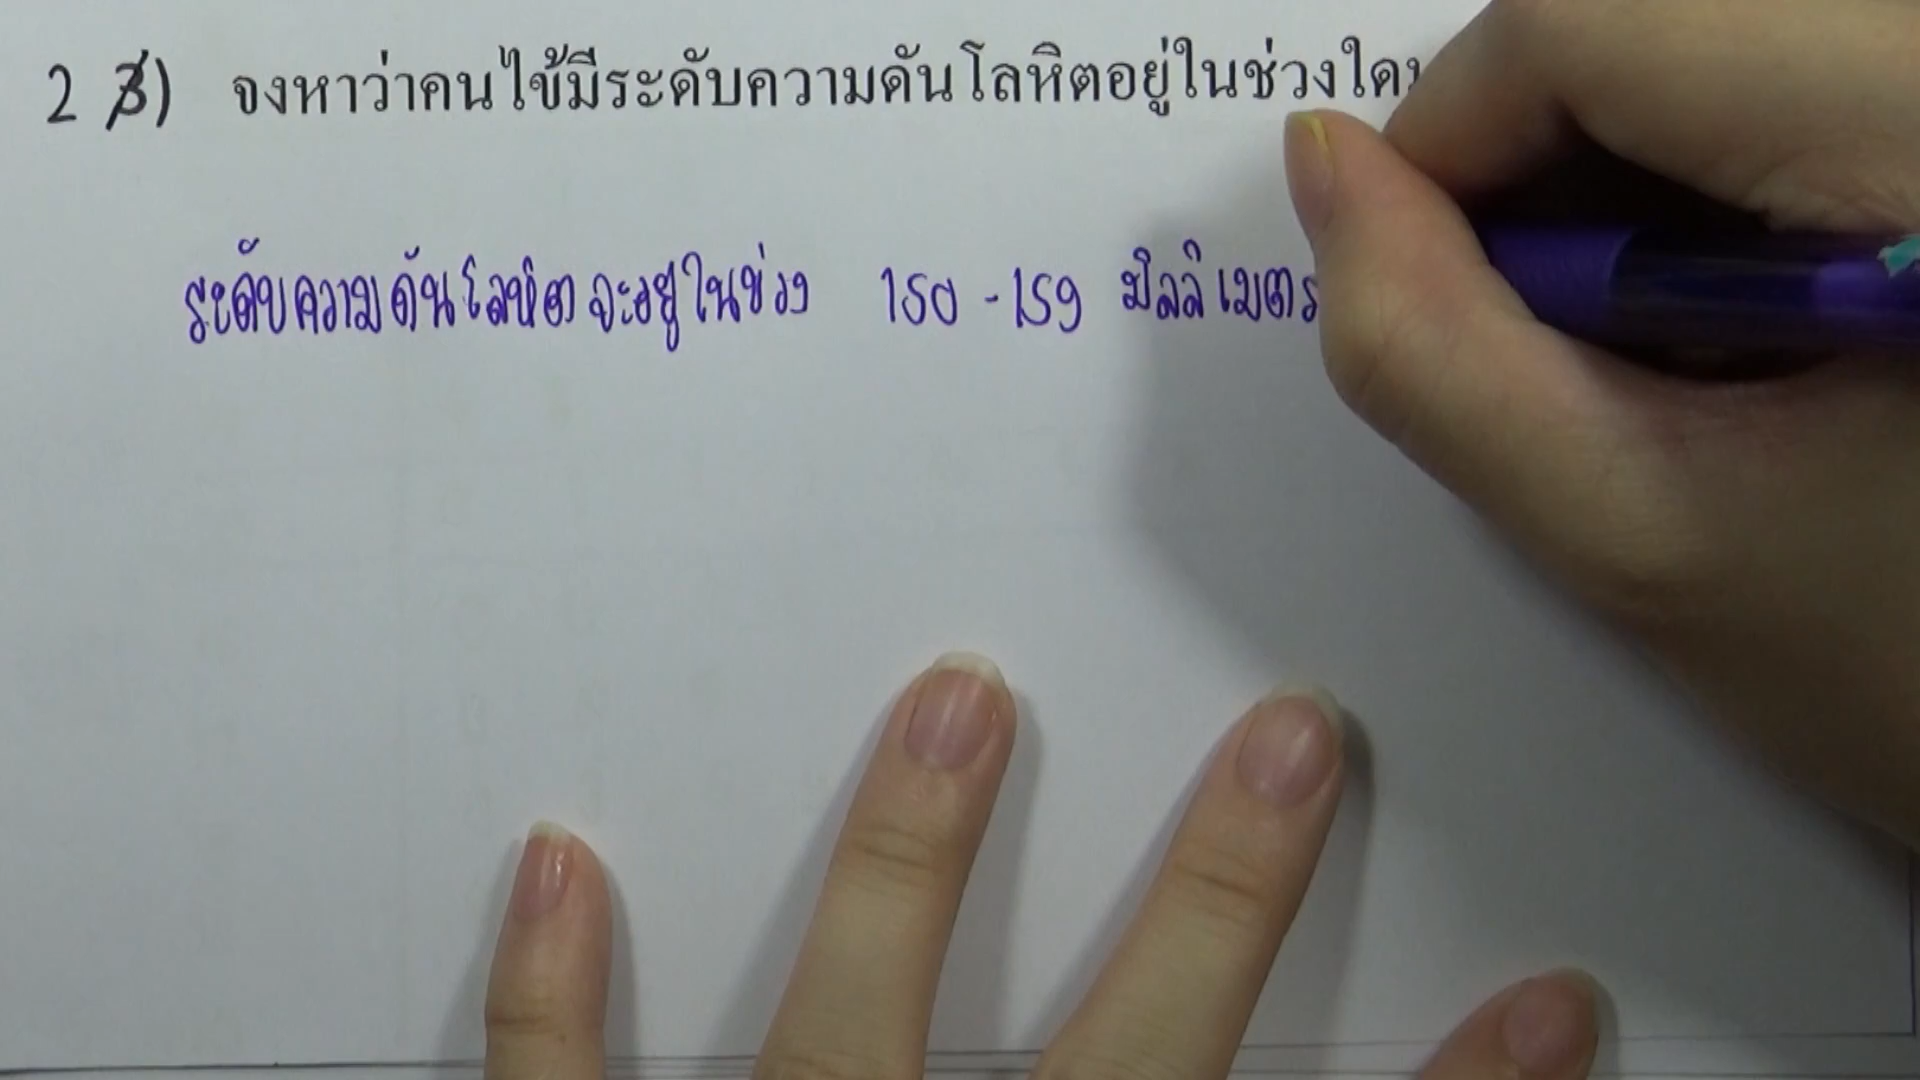 2 3) จงหาว่าคนไข้มีระดับความดันโลหิตอยู่ในช่วงใด
ระดับความดันโลหิตจะอยู่ในช่วง 150 - 159 มิลลิเมตร